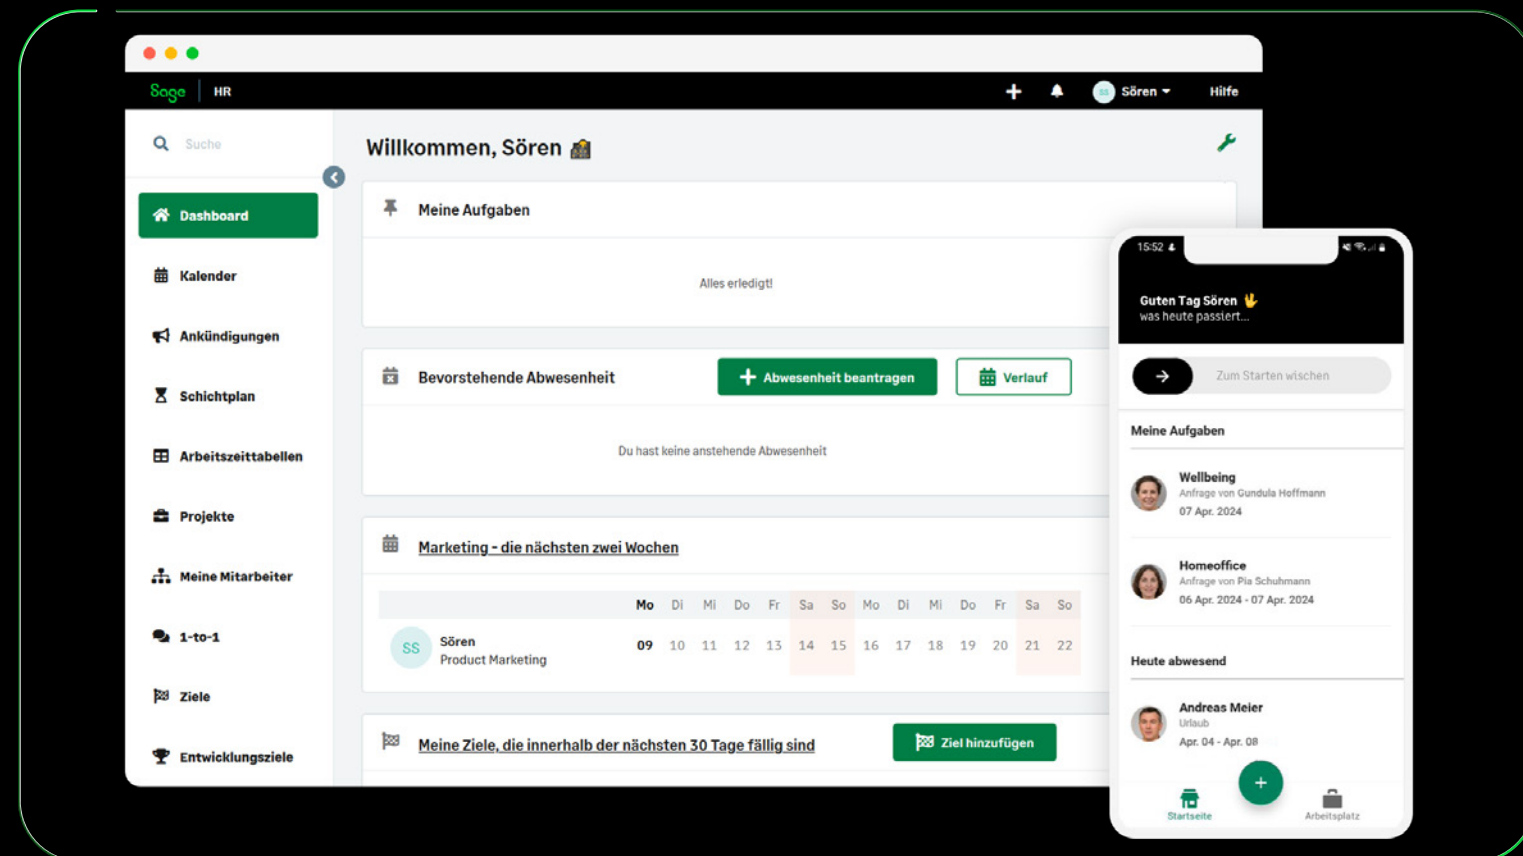 Sage HR
Sören
Hilfe
Suche
Dashboard
Kalender
Ankündigungen
Schichtplan
Arbeitszeittabellen
Projekte
Meine Mitarbeiter
1-to-1
Ziele
Entwicklungsziele
Willkommen, Sören
Meine Aufgaben
Alles erledigt!
Bevorstehende Abwesenheit
Abwesenheit beantragen
Verlauf
Du hast keine anstehende Abwesenheit
Marketing - die nächsten zwei Wochen
Mo Di Mi Do Fr Sa So Mo Di Mi Do Fr Sa So
SS
Sören
Product Marketing
09 10 11 12 13 14 15 16 17 18 19 20 21 22
Meine Ziele, die innerhalb der nächsten 30 Tage fällig sind
Ziel hinzufügen
15:52
Guten Tag Sören
was heute passiert...
Zum Starten wischen
Meine Aufgaben
Wellbeing
Anfrage von Gundula Hoffmann
07 Apr. 2024
Homeoffice
Anfrage von Pia Schuhmann
06 Apr. 2024 - 07 Apr. 2024
Heute abwesend
Andreas Meier
Urlaub
Apr. 04 - Apr. 08
Startseite
Arbeitsplatz